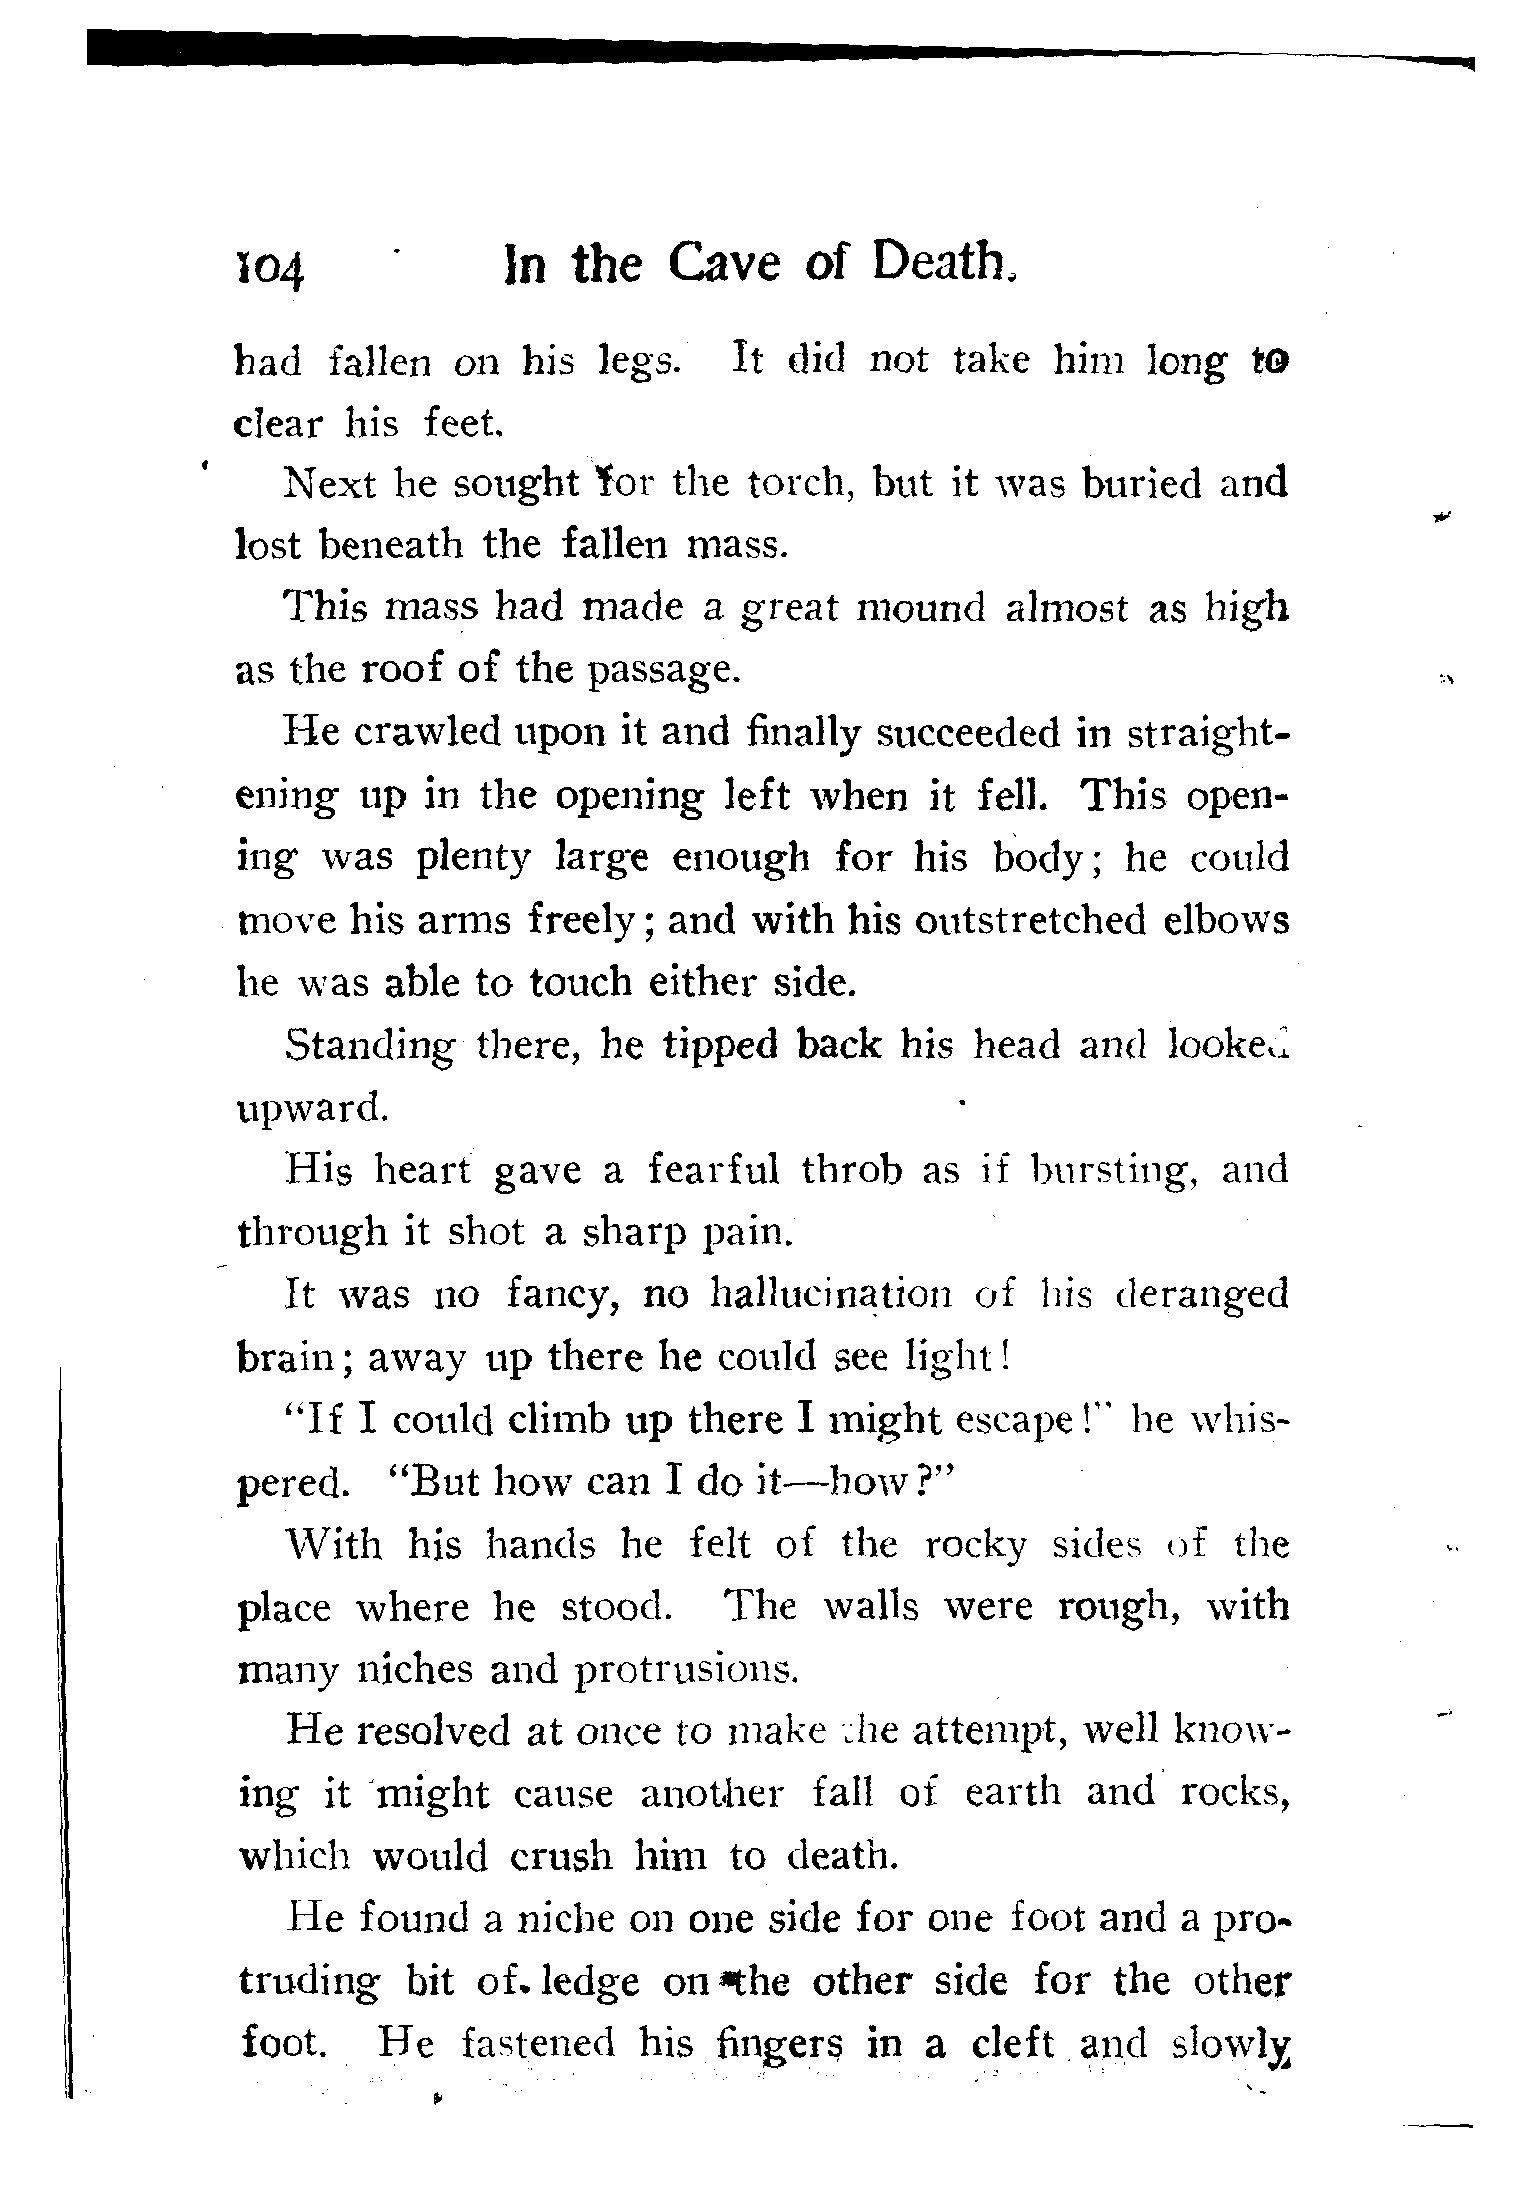 104 In the Cave of Death.
had fallen on his legs. It did not take him long to
clear his feet.
Next he sought for the torch, but it was buried and
lost beneath the fallen mass.
This mass had made a great mound almost as high
as the roof of the passage.
He crawled upon it and finally succeeded in straight-
ening up in the opening left when it fell. This open-
ing was plenty large enough for his body; he could
move his arms freely; and with his outstretched elbows
he was able to touch either side.
Standing there, he tipped back his head and looked
upward.
His heart gave a fearful throb as if bursting, and
through it shot a sharp pain.
It was no fancy, no hallucination of his deranged
brain; away up there he could see light!
"If I could climb up there I might escape!" he whis-
pered. "But how can I do it—how?"
With his hands he felt of the rocky sides of the
place where he stood. The walls were rough, with
many niches and protrusions.
He resolved at once to make the attempt, well know-
ing it might cause another fall of earth and rocks,
which would crush him to death.
He found a niche on one side for one foot and a pro-
truding bit of ledge on the other side for the other
foot. He fastened his fingers in a cleft and slowly